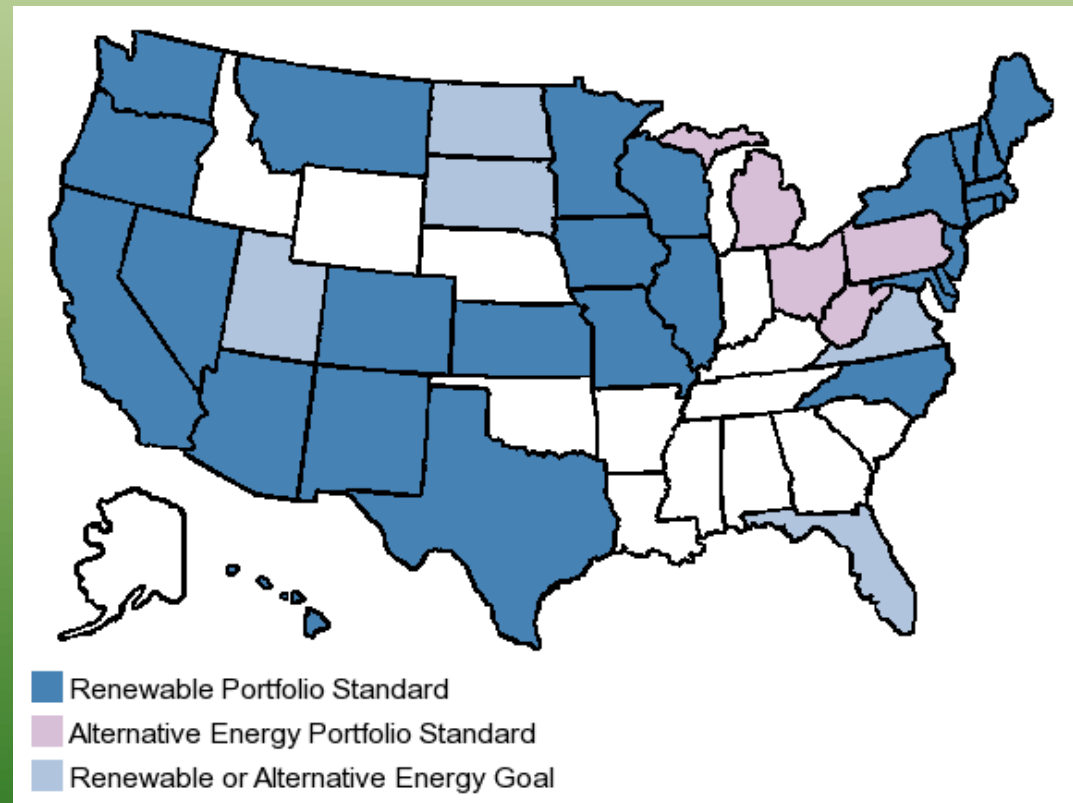 Renewable Portfolio Standard
Alternative Energy Portfolio Standard
Renewable or Alternative Energy Goal